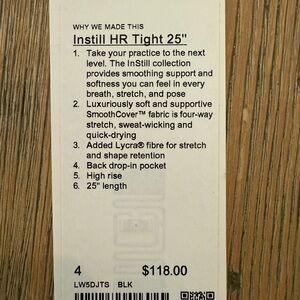 WHY WE MADE THIS
Instill HR Tight 25"
1. Take your practice to the next
level. The InStill collection
provides smoothing support and
softness you can feel in every
breath, stretch, and pose
2. Luxuriously soft and supportive
SmoothCover™ fabric is four-way
stretch, sweat-wicking and
quick-drying
3. Added Lycra® fibre for stretch
and shape retention
4. Back drop-in pocket
5. High rise
6. 25" length
4 $118.00
LW5DJTS BLK